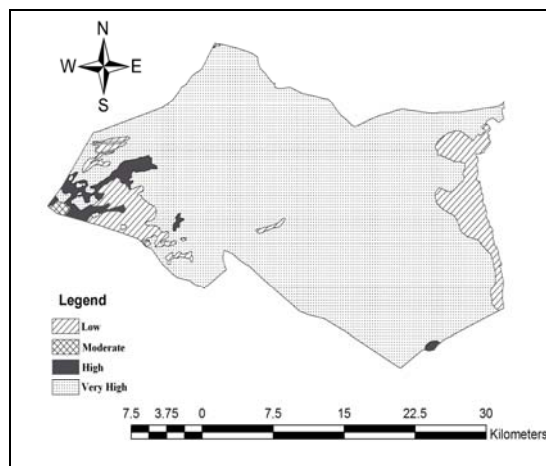 N
W E
S
Legend
Low
Moderate
High
Very High
7.5 3.75 0 7.5 15 22.5 30
Kilometers